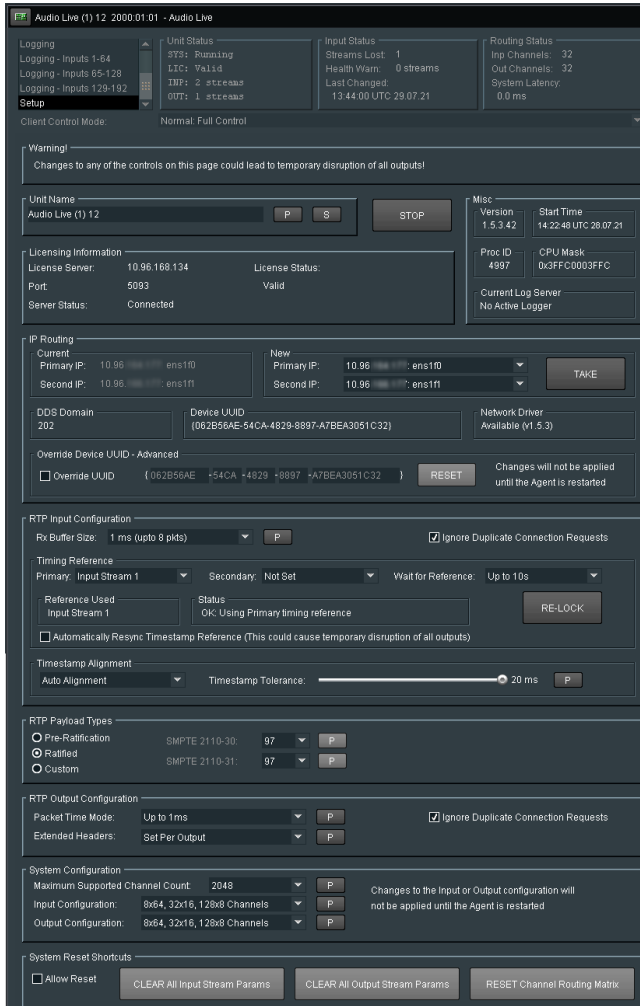 Audio Live (1) 12 2000:01:01 - Audio Live
Logging
Logging - Inputs 1-64
Logging - Inputs 65-128
Logging - Inputs 129-192
Setup
Unit Status
SYS: Running
LIC: Valid
INP: 2 streams
OUT: 1 streams
Input Status
Streams Lost: 1
Health Warn: 0 streams
Last Changed:
13:44:00 UTC 29.07.21
Routing Status
Inp Channels: 32
Out Channels: 32
System Latency:
0.0 ms
Client Control Mode: Normal: Full Control
Warning!
Changes to any of the controls on this page could lead to temporary disruption of all outputs!
Unit Name
Audio Live (1) 12 P S
STOP
Misc
Version
1.5.3.42
Start Time
14:22:48 UTC 28.07.21
Proc ID
4997
CPU Mask
0x3FFC0003FFC
Current Log Server
No Active Logger
Licensing Information
License Server: 10.96.168.134 License Status:
Port: 5093 Valid
Server Status: Connected
IP Routing
Current
Primary IP: 10.96 ens1f0
Second IP: 10.96. ens1f1
New
Primary IP: 10.96 : ens1f0
Second IP: 10.96 : ens1f1
TAKE
DDS Domain
202
Device UUID
{062B56AE-54CA-4829-8897-A7BEA3051C32}
Network Driver
Available (v1.5.3)
Override Device UUID - Advanced
Override UUID {062B56AE -54CA -4829 -8897 -A7BEA3051C32 } RESET
Changes will not be applied
until the Agent is restarted
RTP Input Configuration
Rx Buffer Size: 1 ms (upto 8 pkts) P Ignore Duplicate Connection Requests
Timing Reference
Primary: Input Stream 1 Secondary: Not Set Wait for Reference: Up to 10s
Reference Used
Input Stream 1
Status
OK: Using Primary timing reference
RE-LOCK
Automatically Resync Timestamp Reference (This could cause temporary disruption of all outputs)
Timestamp Alignment
Auto Alignment Timestamp Tolerance: 20 ms P
RTP Payload Types
Pre-Ratification
Ratified
Custom
SMPTE 2110-30: 97 P
SMPTE 2110-31: 97 P
RTP Output Configuration
Packet Time Mode: Up to 1ms P Ignore Duplicate Connection Requests
Extended Headers: Set Per Output P
System Configuration
Maximum Supported Channel Count: 2048 P
Input Configuration: 8x64, 32x16, 128x8 Channels P
Output Configuration: 8x64, 32x16, 128x8 Channels P
Changes to the Input or Output configuration will
not be applied until the Agent is restarted
System Reset Shortcuts
Allow Reset CLEAR All Input Stream Params CLEAR All Output Stream Params RESET Channel Routing Matrix